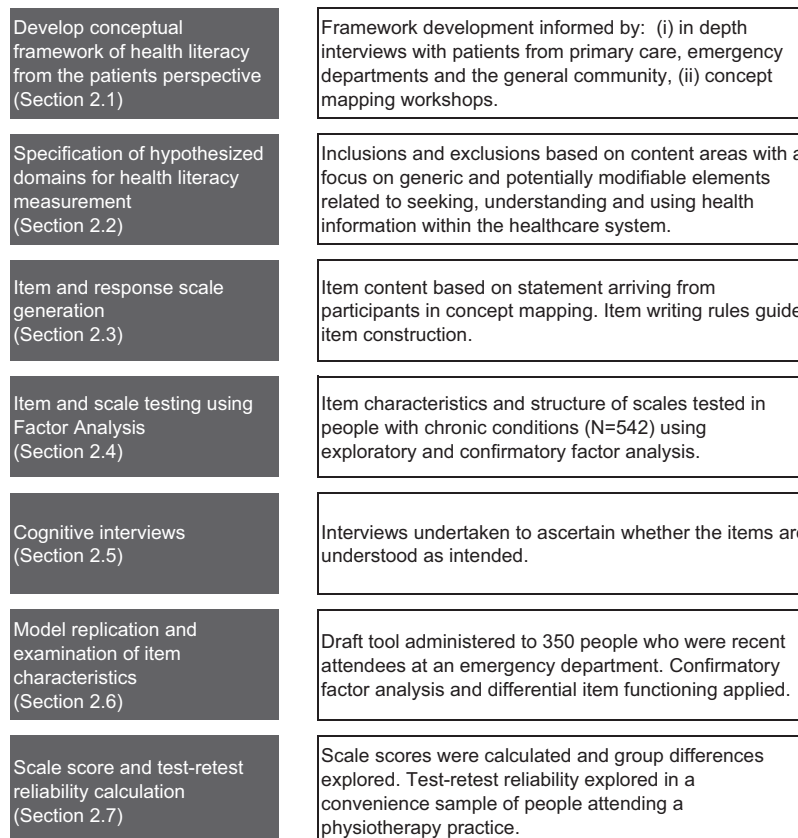 Develop conceptual
framework of health literacy
from the patients perspective
(Section 2.1)
Framework development informed by: (i) in depth
interviews with patients from primary care, emergency
departments and the general community, (ii) concept
mapping workshops.
Specification of hypothesized
domains for health literacy
measurement
(Section 2.2)
Inclusions and exclusions based on content areas with a
focus on generic and potentially modifiable elements
related to seeking, understanding and using health
information within the healthcare system.
Item and response scale
generation
(Section 2.3)
Item content based on statement arriving from
participants in concept mapping. Item writing rules guide
item construction.
Item and scale testing using
Factor Analysis
(Section 2.4)
Item characteristics and structure of scales tested in
people with chronic conditions (N=542) using
exploratory and confirmatory factor analysis.
Cognitive interviews
(Section 2.5)
Interviews undertaken to ascertain whether the items are
understood as intended.
Model replication and
examination of item
characteristics
(Section 2.6)
Draft tool administered to 350 people who were recent
attendees at an emergency department. Confirmatory
factor analysis and differential item functioning applied.
Scale score and test-retest
reliability calculation
(Section 2.7)
Scale scores were calculated and group differences
explored. Test-retest reliability explored in a
convenience sample of people attending a
physiotherapy practice.